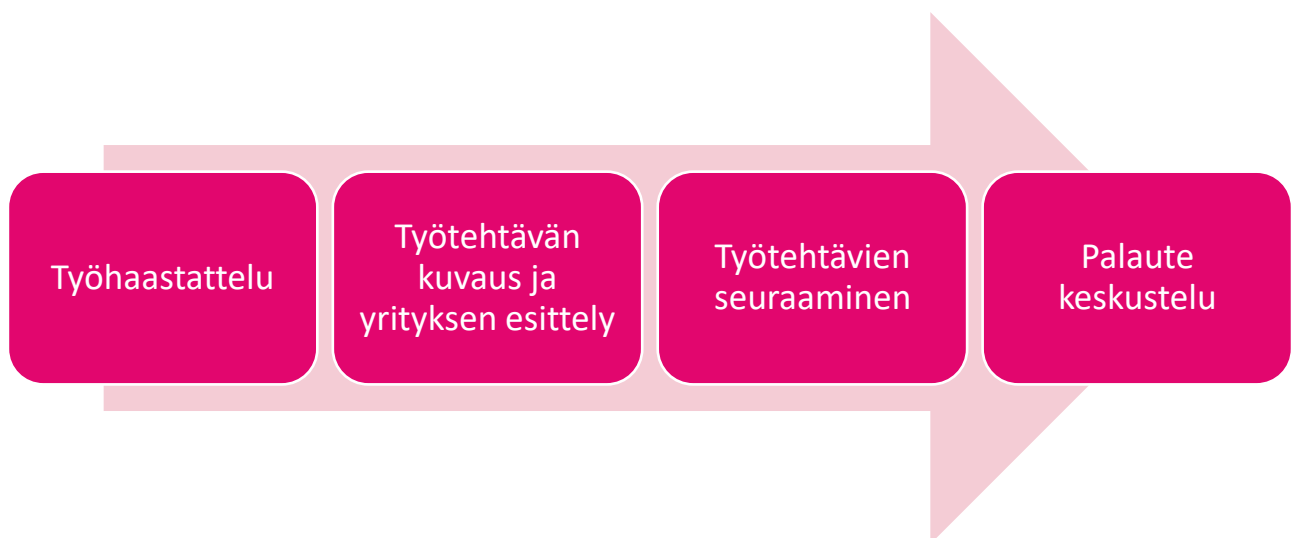 Työhaastattelu
Työtehtävän
kuvaus ja
yrityksen esittely
Työtehtävien
seuraaminen
Palaute
keskustelu